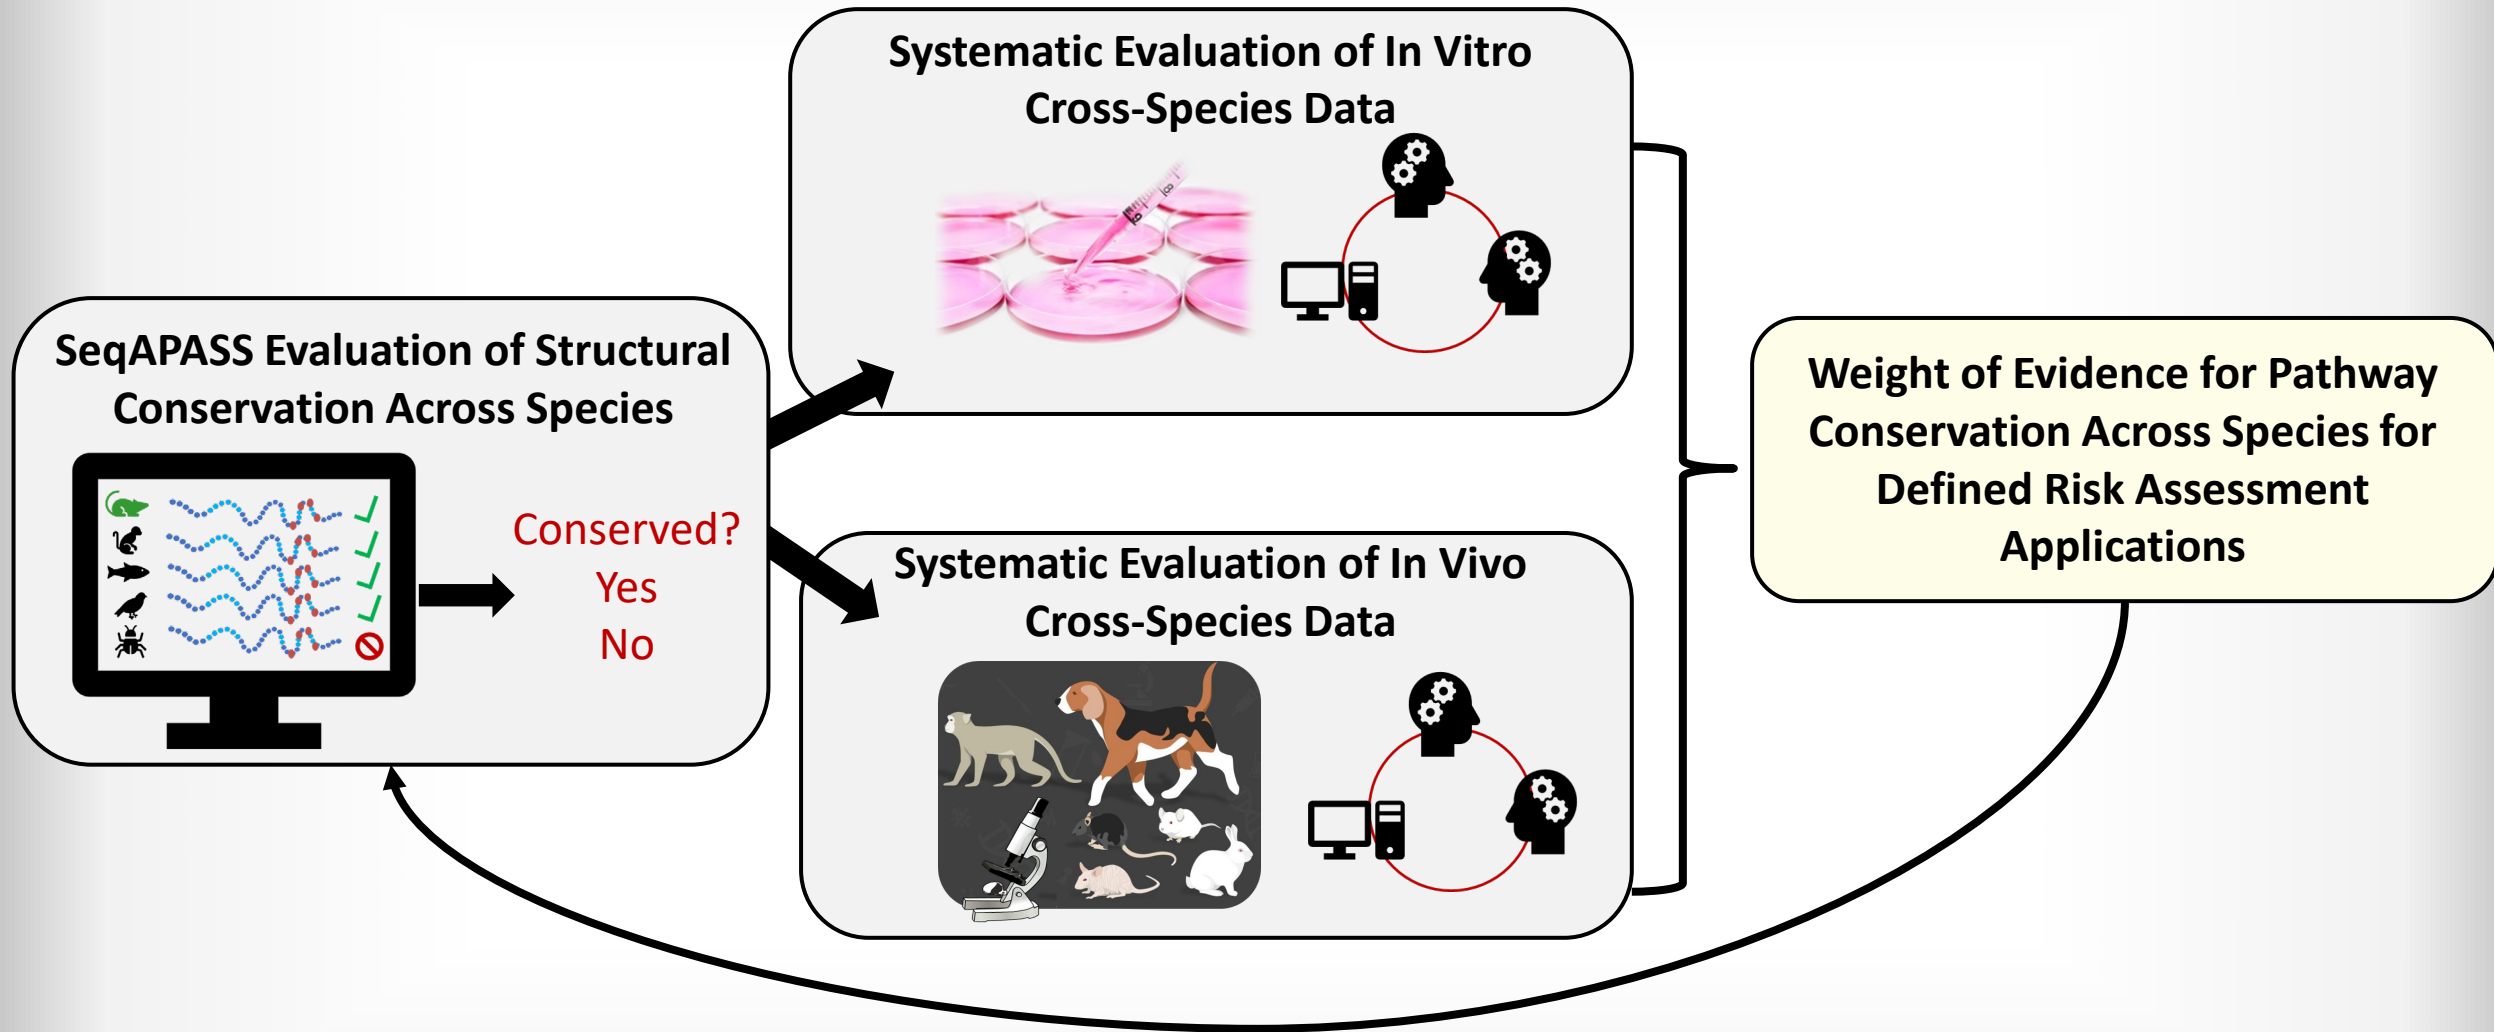 Systematic Evaluation of In Vitro
Cross-Species Data
SeqAPASS Evaluation of Structural
Conservation Across Species
Conserved?
Yes
No
Systematic Evaluation of In Vivo
Cross-Species Data
Weight of Evidence for Pathway
Conservation Across Species for
Defined Risk Assessment
Applications